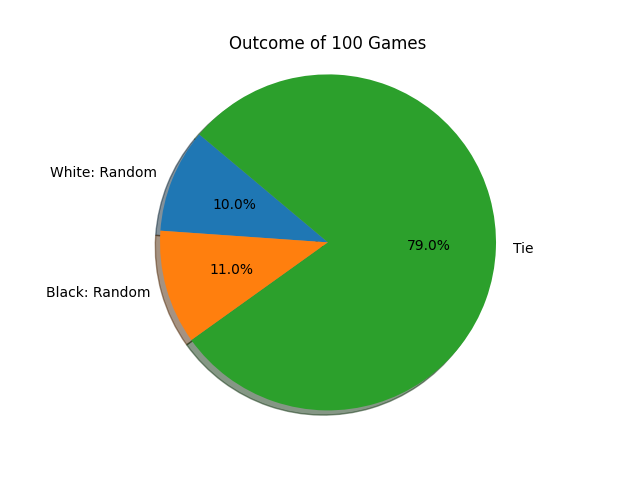 Outcome of 100 Games
White: Random
10.0%
79.0%
Tie
11.0%
Black: Random